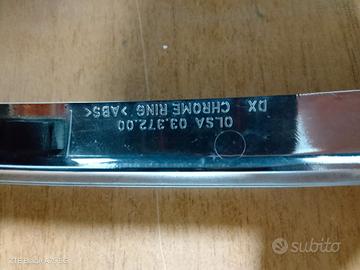 OLSA 03.372.00
DX CHROME RING >ABS<
subito